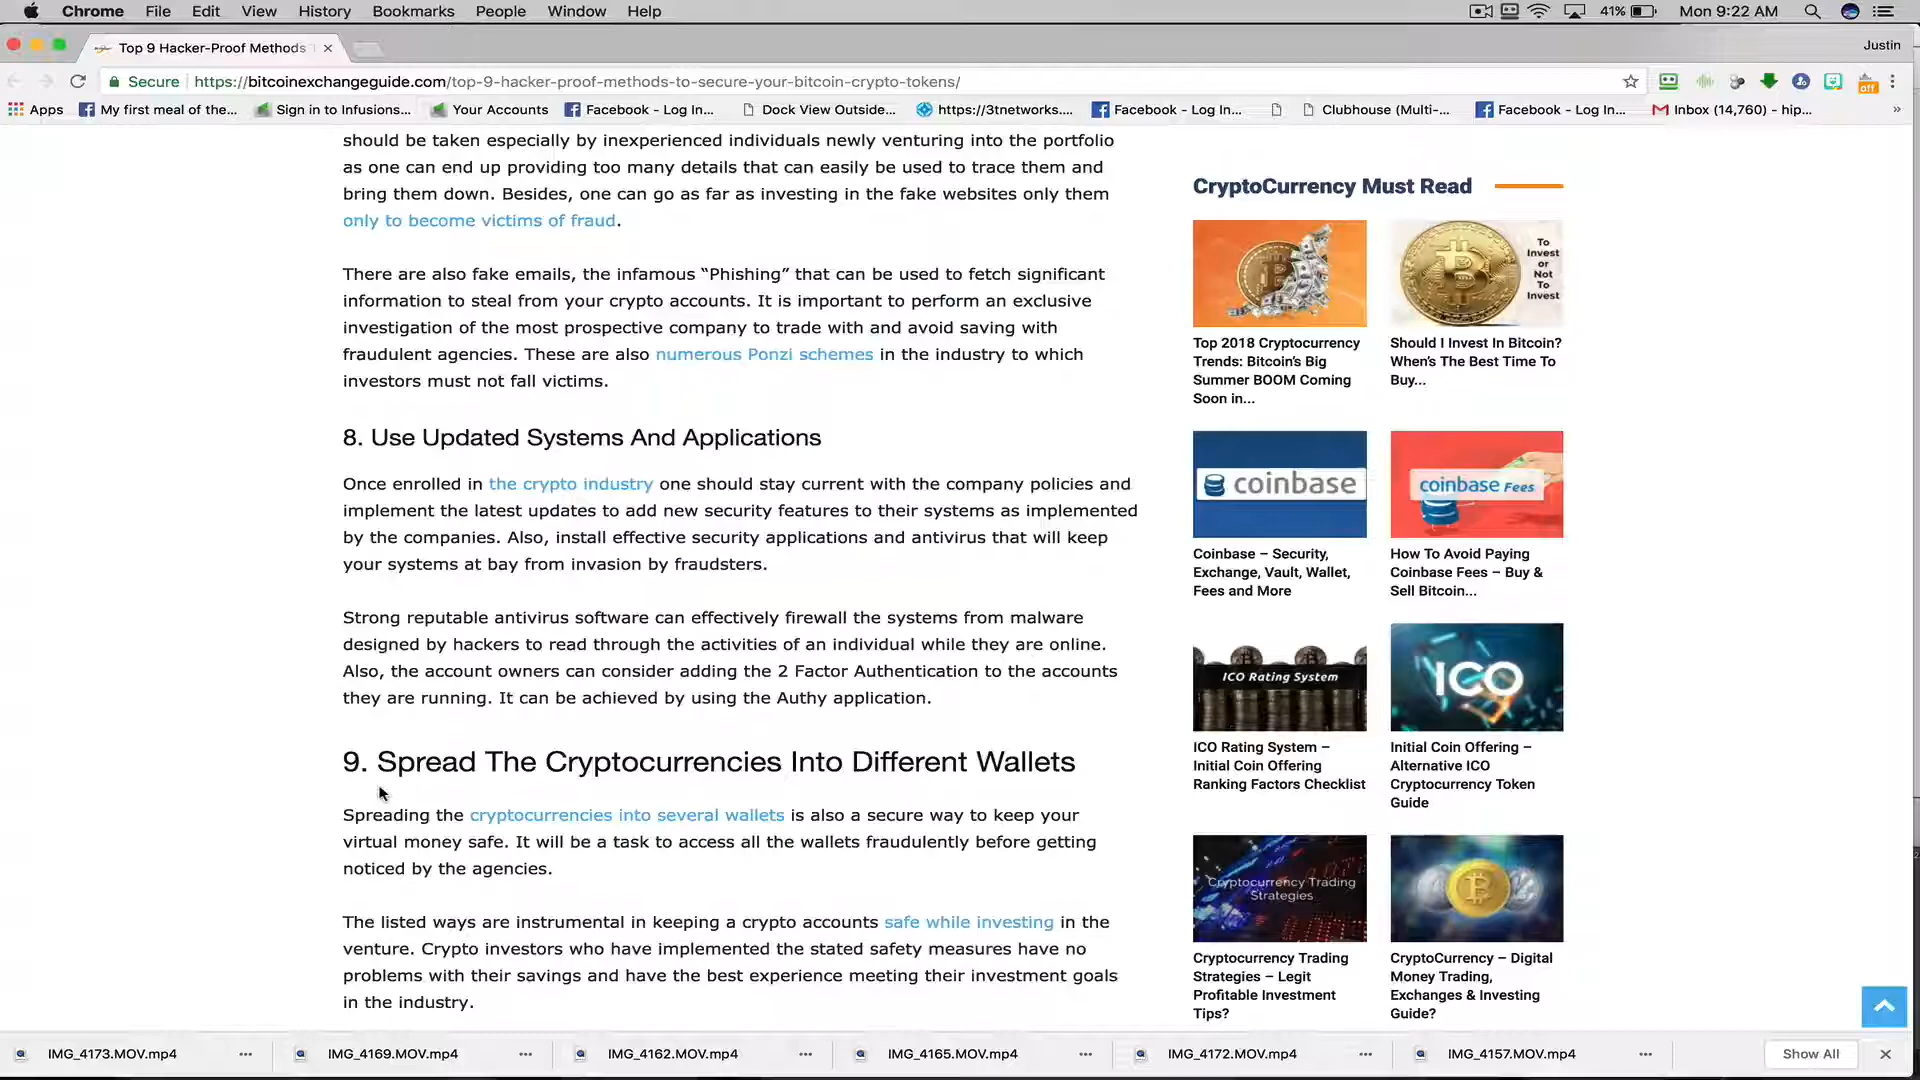 Chrome File Edit View History Bookmarks People Window Help 41% Mon 9:22 AM
Top 9 Hacker-Proof Methods
Justin
Secure https://bitcoinexchangeguide.com/top-9-hacker-proof-methods-to-secure-your-bitcoin-crypto-tokens/
off
Apps My first meal of the... Sign in to Infusions... Your Accounts Facebook - Log In... Dock View Outside... https://3tnetworks.... Facebook - Log In... Clubhouse (Multi-... Facebook - Log In... Inbox (14,760) - hip... »
should be taken especially by inexperienced individuals newly venturing into the portfolio
as one can end up providing too many details that can easily be used to trace them and
bring them down. Besides, one can go as far as investing in the fake websites only them
only to become victims of fraud.
There are also fake emails, the infamous “Phishing” that can be used to fetch significant
information to steal from your crypto accounts. It is important to perform an exclusive
investigation of the most prospective company to trade with and avoid saving with
fraudulent agencies. These are also numerous Ponzi schemes in the industry to which
investors must not fall victims.
8. Use Updated Systems And Applications
Once enrolled in the crypto industry one should stay current with the company policies and
implement the latest updates to add new security features to their systems as implemented
by the companies. Also, install effective security applications and antivirus that will keep
your systems at bay from invasion by fraudsters.
Strong reputable antivirus software can effectively firewall the systems from malware
designed by hackers to read through the activities of an individual while they are online.
Also, the account owners can consider adding the 2 Factor Authentication to the accounts
they are running. It can be achieved by using the Authy application.
9. Spread The Cryptocurrencies Into Different Wallets
Spreading the cryptocurrencies into several wallets is also a secure way to keep your
virtual money safe. It will be a task to access all the wallets fraudulently before getting
noticed by the agencies.
The listed ways are instrumental in keeping a crypto accounts safe while investing in the
venture. Crypto investors who have implemented the stated safety measures have no
problems with their savings and have the best experience meeting their investment goals
in the industry.
CryptoCurrency Must Read
To
Invest
or
Not
To
Invest
Top 2018 Cryptocurrency
Trends: Bitcoin's Big
Summer BOOM Coming
Soon in...
Should I Invest In Bitcoin?
When's The Best Time To
Buy...
coinbase
coinbase Fees
Coinbase – Security,
Exchange, Vault, Wallet,
Fees and More
How To Avoid Paying
Coinbase Fees – Buy &
Sell Bitcoin...
ICO Rating System
ICO
ICO Rating System –
Initial Coin Offering
Ranking Factors Checklist
Initial Coin Offering –
Alternative ICO
Cryptocurrency Token
Guide
Cryptocurrency Trading
Strategies
Cryptocurrency Trading
Strategies – Legit
Profitable Investment
Tips?
CryptoCurrency – Digital
Money Trading,
Exchanges & Investing
Guide?
IMG_4173.MOV.mp4 IMG_4169.MOV.mp4 IMG_4162.MOV.mp4 IMG_4165.MOV.mp4 IMG_4172.MOV.mp4 IMG_4157.MOV.mp4 Show All